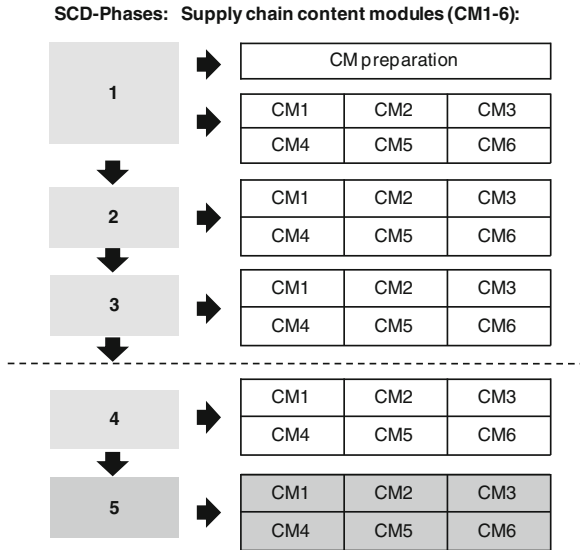 SCD-Phases: Supply chain content modules (CM1-6):
CM preparation
1
CM1 CM2 CM3
CM4 CM5 CM6
2
CM1 CM2 CM3
CM4 CM5 CM6
3
CM1 CM2 CM3
CM4 CM5 CM6
4
CM1 CM2 CM3
CM4 CM5 CM6
5
CM1 CM2 CM3
CM4 CM5 CM6